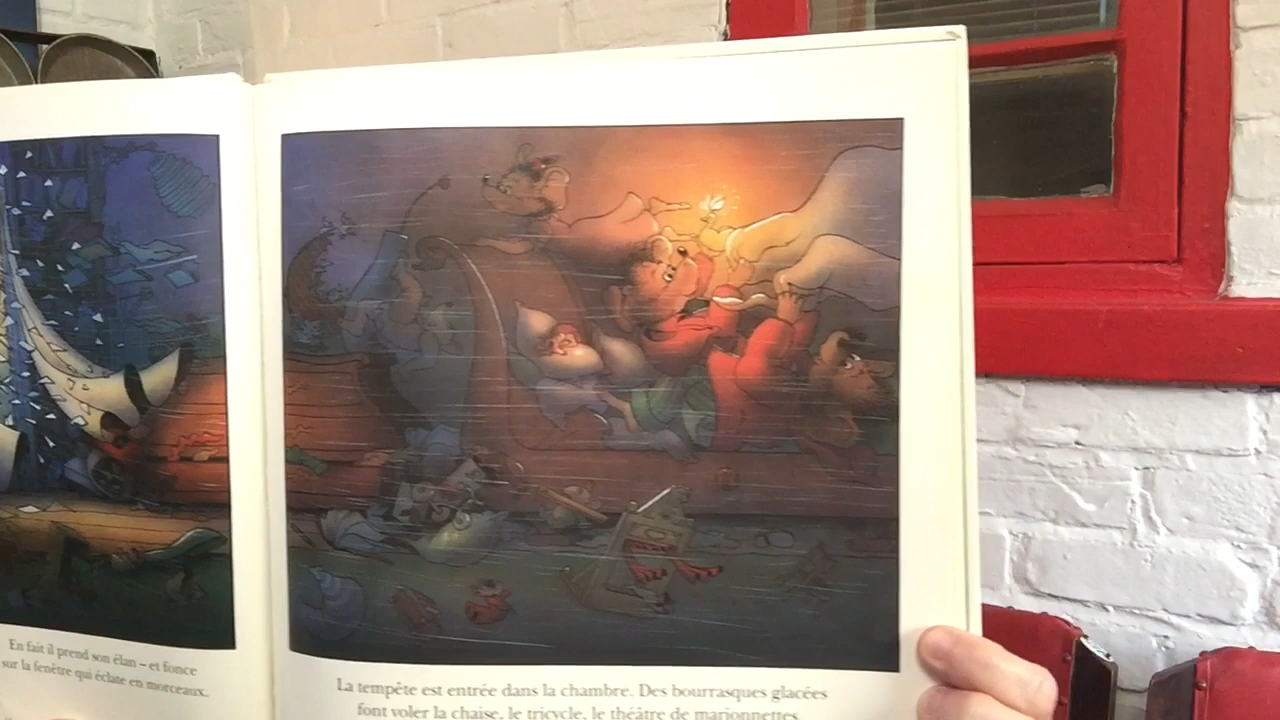 En fait il prend son élan – et fonce
sur la fenêtre qui éclate en morceaux.
La tempête est entrée dans la chambre. Des bourrasques glacées
font voler la chaise, le tricycle, le théâtre de marionnettes,